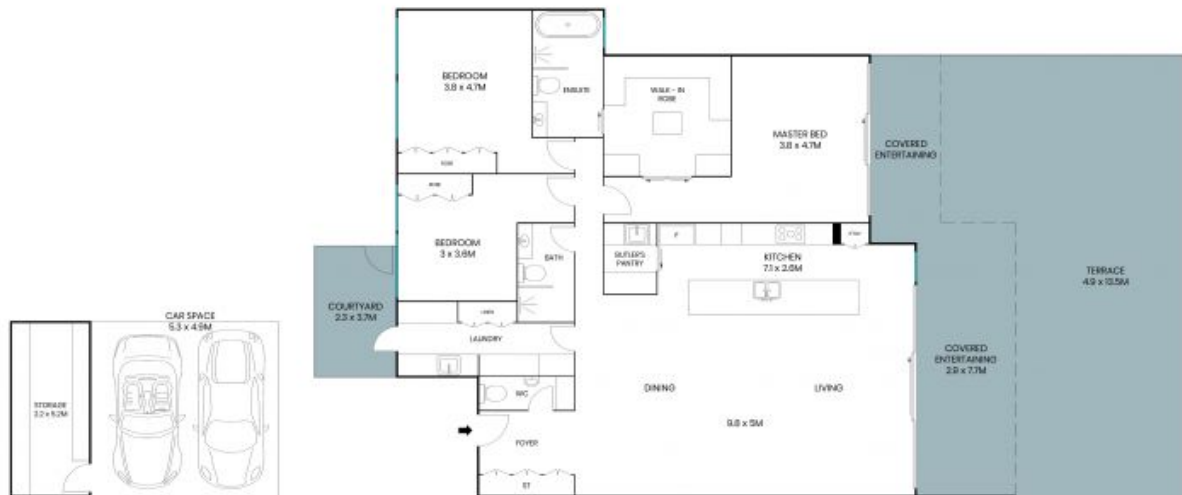 BEDROOM
3.8 x 4.7M
ENSUITE
WALK - IN
ROBE
MASTER BED
3.8 x 4.7M
COVERED
ENTERTAINING
ROBE
BEDROOM
3 x 3.6M
BATH
BUTLER'S
PANTRY
F
KITCHEN
7.1 x 2.6M
TERRACE
4.9 x 13.5M
COURTYARD
2.3 x 3.7M
LINEN
LAUNDRY
CAR SPACE
5.3 x 4.9M
COVERED
ENTERTAINING
2.9 x 7.7M
STORAGE
2.2 x 5.2M
WC
DINING
LIVING
9.8 x 5M
FOYER
ST